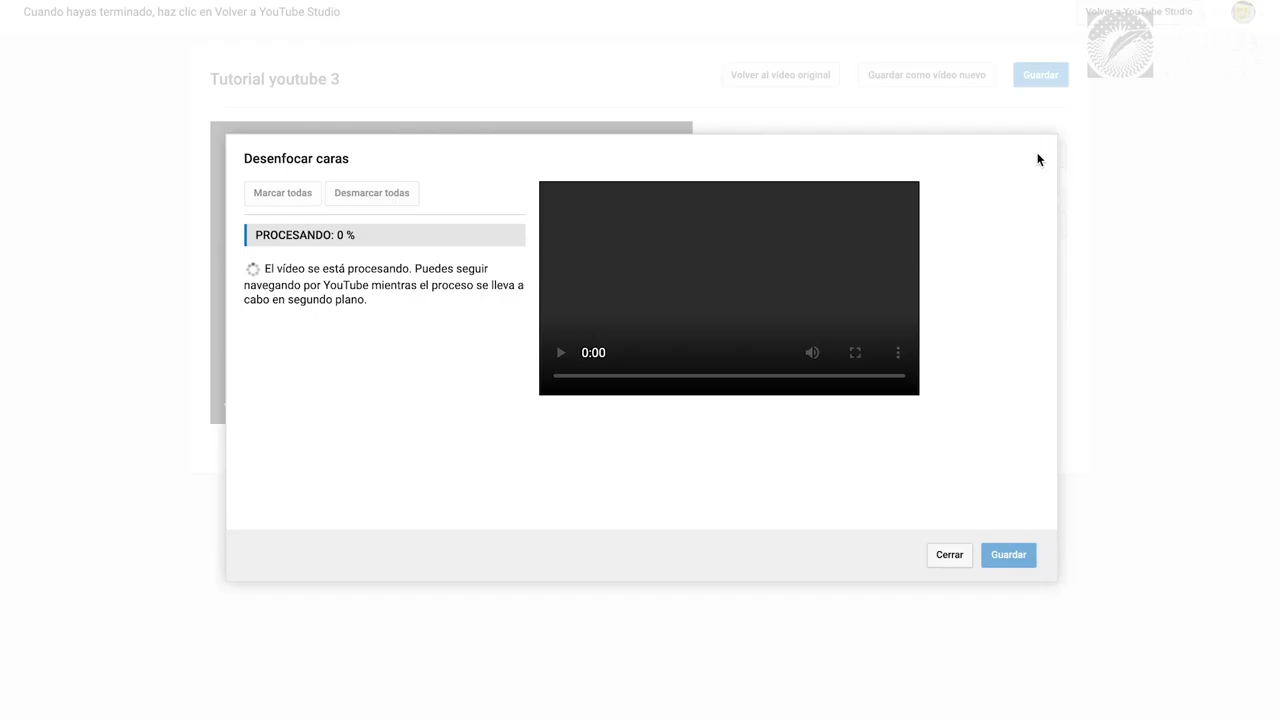 Cuando hayas terminado, haz clic en Volver a YouTube Studio
Volver a YouTube Studio
Tutorial youtube 3
Volver al vídeo original
Guardar como vídeo nuevo
Guardar
Desenfocar caras
Marcar todas
Desmarcar todas
PROCESANDO: 0 %
El vídeo se está procesando. Puedes seguir
navegando por YouTube mientras el proceso se lleva a
cabo en segundo plano.
0:00
Cerrar
Guardar